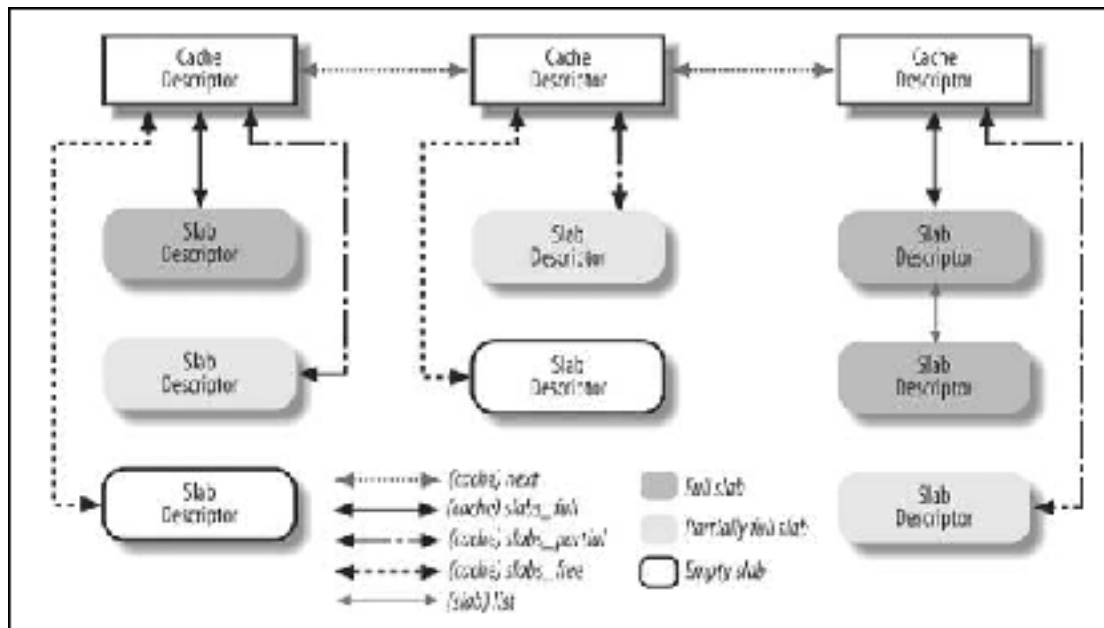 Cache
Descriptor
Cache
Descriptor
Cache
Descriptor
Slab
Descriptor
Slab
Descriptor
Slab
Descriptor
Slab
Descriptor
Slab
Descriptor
Slab
Descriptor
Slab
Descriptor
Slab
Descriptor
(cache) next
(cache) slabs_full
(cache) slabs_partial
(cache) slabs_free
(slab) list
Full slab
Partially full slab
Empty slab